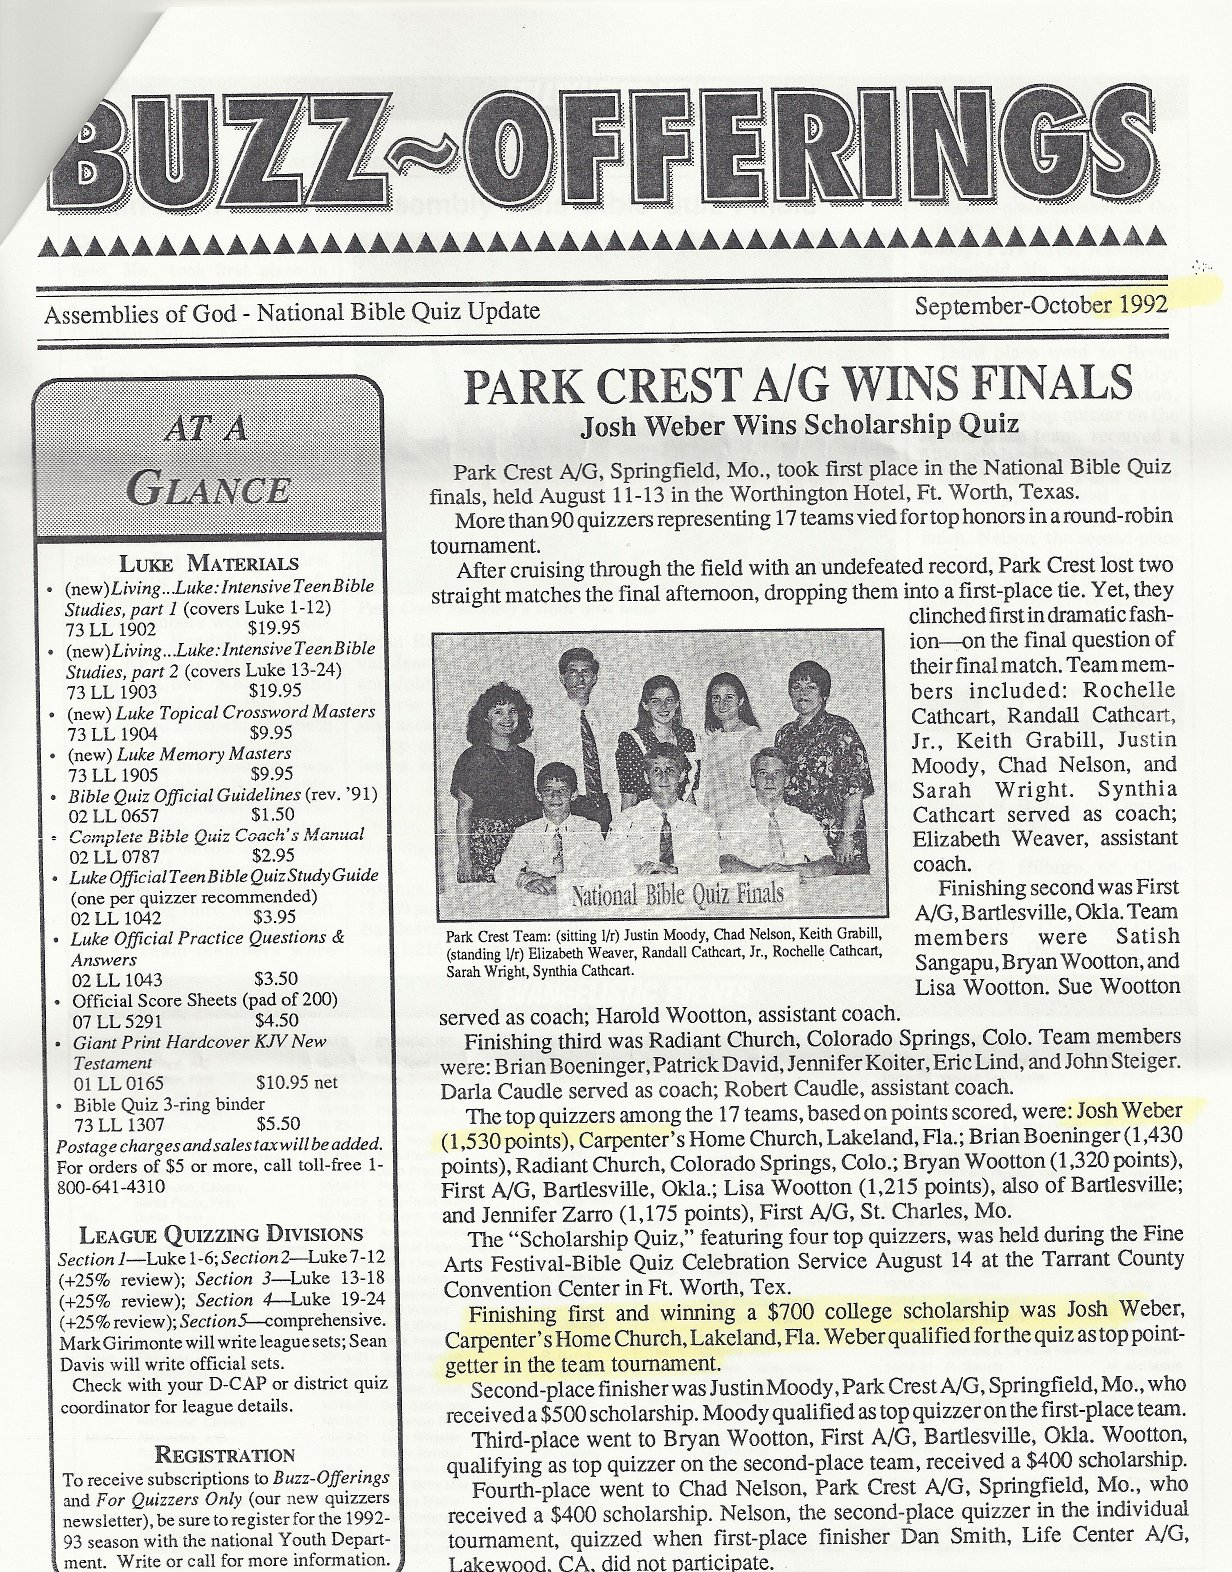 BUZZ~OFFERINGS
Assemblies of God - National Bible Quiz Update
September-October 1992
AT A
GLANCE
LUKE MATERIALS
• (new) Living...Luke: Intensive Teen Bible
Studies, part 1 (covers Luke 1-12)
73 LL 1902 $19.95
• (new) Living...Luke: Intensive Teen Bible
Studies, part 2 (covers Luke 13-24)
73 LL 1903 $19.95
• (new) Luke Topical Crossword Masters
73 LL 1904 $9.95
• (new) Luke Memory Masters
73 LL 1905 $9.95
• Bible Quiz Official Guidelines (rev. '91)
02 LL 0657 $1.50
• Complete Bible Quiz Coach's Manual
02 LL 0787 $2.95
• Luke Official Teen Bible Quiz Study Guide
(one per quizzer recommended)
02 LL 1042 $3.95
• Luke Official Practice Questions &
Answers
02 LL 1043 $3.50
• Official Score Sheets (pad of 200)
07 LL 5291 $4.50
• Giant Print Hardcover KJV New
Testament
01 LL 0165 $10.95 net
• Bible Quiz 3-ring binder
73 LL 1307 $5.50
Postage charges and sales tax will be added.
For orders of $5 or more, call toll-free 1-
800-641-4310
LEAGUE QUIZZING DIVISIONS
Section 1—Luke 1-6; Section 2—Luke 7-12
(+25% review); Section 3—Luke 13-18
(+25% review); Section 4—Luke 19-24
(+25% review); Section 5—comprehensive.
Mark Girimonte will write league sets; Sean
Davis will write official sets.
Check with your D-CAP or district quiz
coordinator for league details.
REGISTRATION
To receive subscriptions to Buzz-Offerings
and For Quizzers Only (our new quizzers
newsletter), be sure to register for the 1992-
93 season with the national Youth Depart-
ment. Write or call for more information.
PARK CREST A/G WINS FINALS
Josh Weber Wins Scholarship Quiz
Park Crest A/G, Springfield, Mo., took first place in the National Bible Quiz
finals, held August 11-13 in the Worthington Hotel, Ft. Worth, Texas.
More than 90 quizzers representing 17 teams vied for top honors in a round-robin
tournament.
After cruising through the field with an undefeated record, Park Crest lost two
straight matches the final afternoon, dropping them into a first-place tie. Yet, they
clinched first in dramatic fash-
ion—on the final question of
their final match. Team mem-
bers included: Rochelle
Cathcart, Randall Cathcart,
Jr., Keith Grabill, Justin
Moody, Chad Nelson, and
Sarah Wright. Synthia
Cathcart served as coach;
Elizabeth Weaver, assistant
coach.
Finishing second was First
A/G, Bartlesville, Okla. Team
members were Satish
Sangapu, Bryan Wootton, and
Lisa Wootton. Sue Wootton
National Bible Quiz Finals
Park Crest Team: (sitting l/r) Justin Moody, Chad Nelson, Keith Grabill,
(standing l/r) Elizabeth Weaver, Randall Cathcart, Jr., Rochelle Cathcart,
Sarah Wright, Synthia Cathcart.
served as coach; Harold Wootton, assistant coach.
Finishing third was Radiant Church, Colorado Springs, Colo. Team members
were: Brian Boeninger, Patrick David, Jennifer Koiter, Eric Lind, and John Steiger.
Darla Caudle served as coach; Robert Caudle, assistant coach.
The top quizzers among the 17 teams, based on points scored, were: Josh Weber
(1,530 points), Carpenter's Home Church, Lakeland, Fla.; Brian Boeninger (1,430
points), Radiant Church, Colorado Springs, Colo.; Bryan Wootton (1,320 points),
First A/G, Bartlesville, Okla.; Lisa Wootton (1,215 points), also of Bartlesville;
and Jennifer Zarro (1,175 points), First A/G, St. Charles, Mo.
The "Scholarship Quiz," featuring four top quizzers, was held during the Fine
Arts Festival-Bible Quiz Celebration Service August 14 at the Tarrant County
Convention Center in Ft. Worth, Tex.
Finishing first and winning a $700 college scholarship was Josh Weber,
Carpenter's Home Church, Lakeland, Fla. Weber qualified for the quiz as top point-
getter in the team tournament.
Second-place finisher was Justin Moody, Park Crest A/G, Springfield, Mo., who
received a $500 scholarship. Moody qualified as top quizzer on the first-place team.
Third-place went to Bryan Wootton, First A/G, Bartlesville, Okla. Wootton,
qualifying as top quizzer on the second-place team, received a $400 scholarship.
Fourth-place went to Chad Nelson, Park Crest A/G, Springfield, Mo., who
received a $400 scholarship. Nelson, the second-place quizzer in the individual
tournament, quizzed when first-place finisher Dan Smith, Life Center A/G,
Lakewood, CA, did not participate.